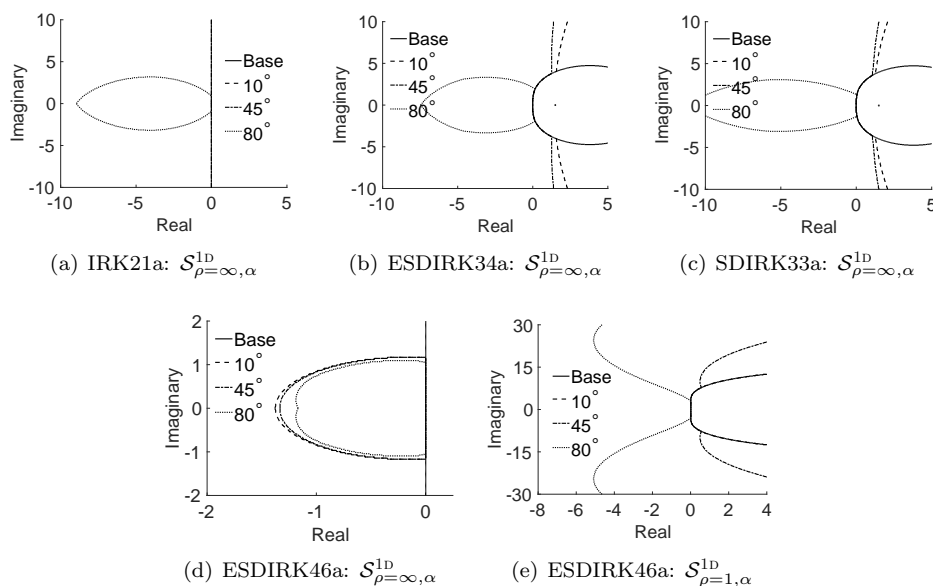 10
5
0
-5
-10
Imaginary
-10 -5 0 5
Real
Base
10°
45°
80°
(a) IRK21a: 𝒮^{1D}_{ρ=∞,α}
10
5
0
-5
-10
Imaginary
-10 -5 0 5
Real
Base
10°
45°
80°
(b) ESDIRK34a: 𝒮^{1D}_{ρ=∞,α}
10
5
0
-5
-10
Imaginary
-10 -5 0 5
Real
Base
10°
45°
80°
(c) SDIRK33a: 𝒮^{1D}_{ρ=∞,α}
2
1
0
-1
-2
Imaginary
-2 -1 0
Real
Base
10°
45°
80°
(d) ESDIRK46a: 𝒮^{1D}_{ρ=∞,α}
30
15
0
-15
-30
Imaginary
-8 -6 -4 -2 0 2 4
Real
Base
10°
45°
80°
(e) ESDIRK46a: 𝒮^{1D}_{ρ=1,α}